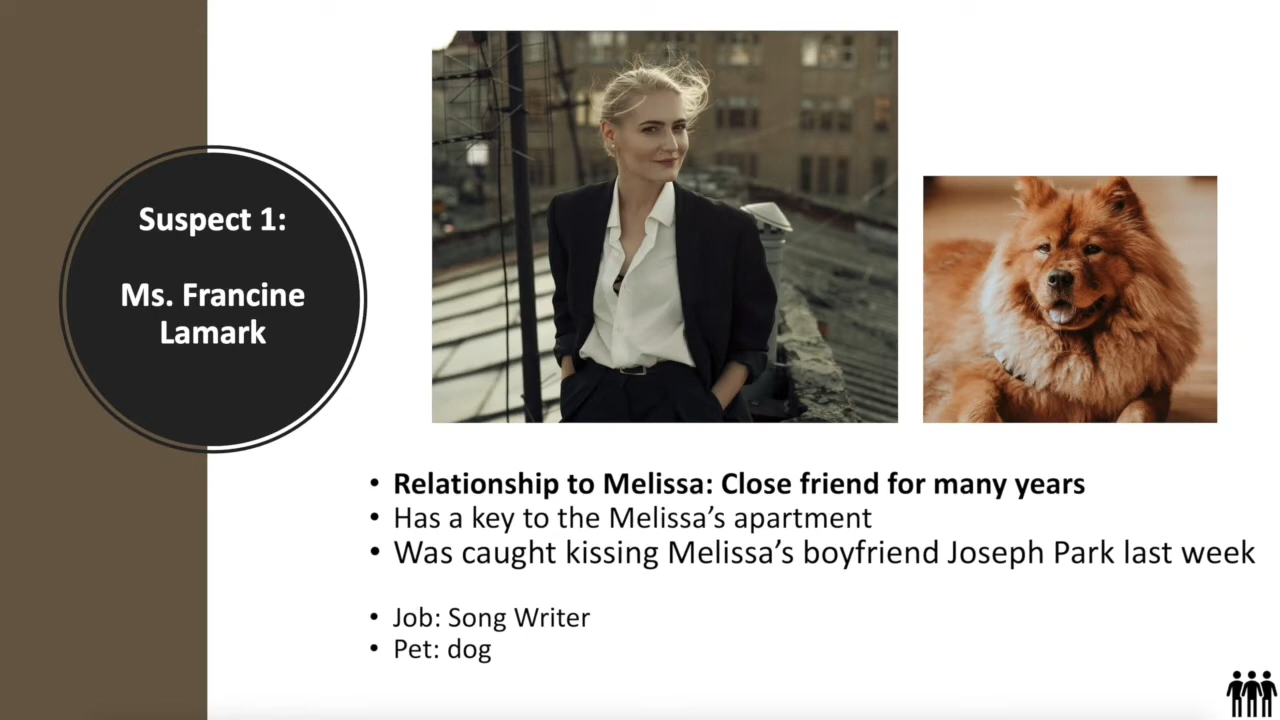 Suspect 1:
Ms. Francine
Lamark
• Relationship to Melissa: Close friend for many years
• Has a key to the Melissa's apartment
• Was caught kissing Melissa's boyfriend Joseph Park last week
• Job: Song Writer
• Pet: dog